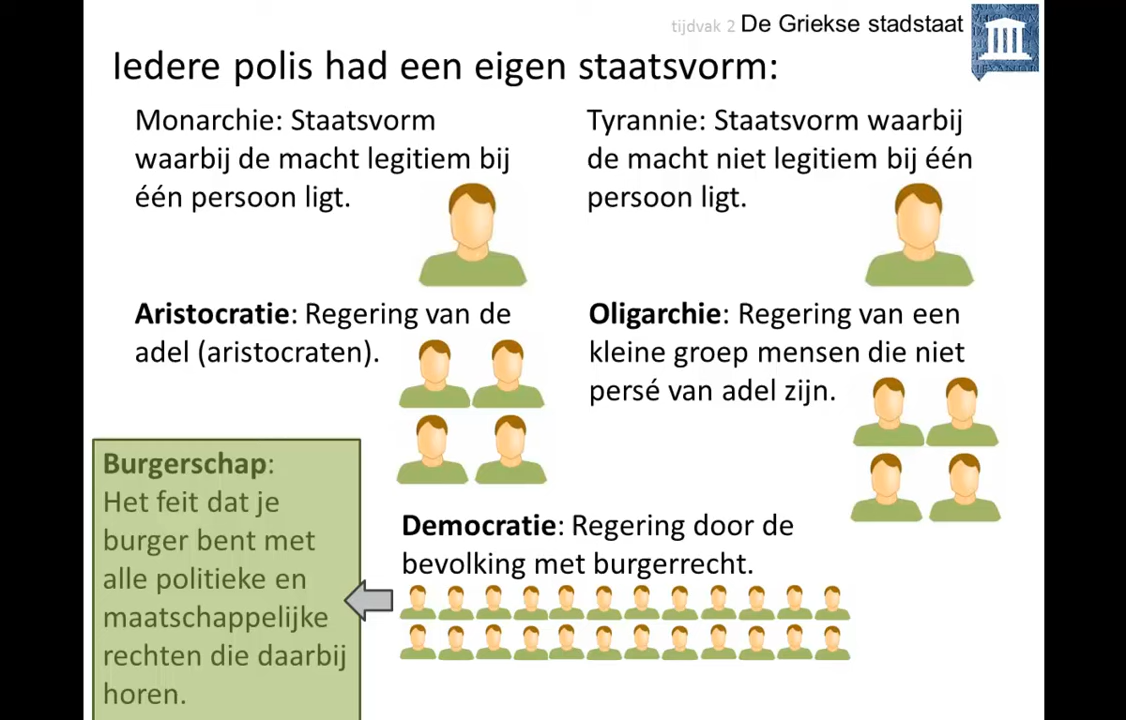 tijdvak 2 De Griekse stadstaat
Iedere polis had een eigen staatsvorm:
Monarchie: Staatsvorm
waarbij de macht legitiem bij
één persoon ligt.
Tyrannie: Staatsvorm waarbij
de macht niet legitiem bij één
persoon ligt.
Aristocratie: Regering van de
adel (aristocraten).
Oligarchie: Regering van een
kleine groep mensen die niet
persé van adel zijn.
Burgerschap:
Het feit dat je
burger bent met
alle politieke en
maatschappelijke
rechten die daarbij
horen.
Democratie: Regering door de
bevolking met burgerrecht.